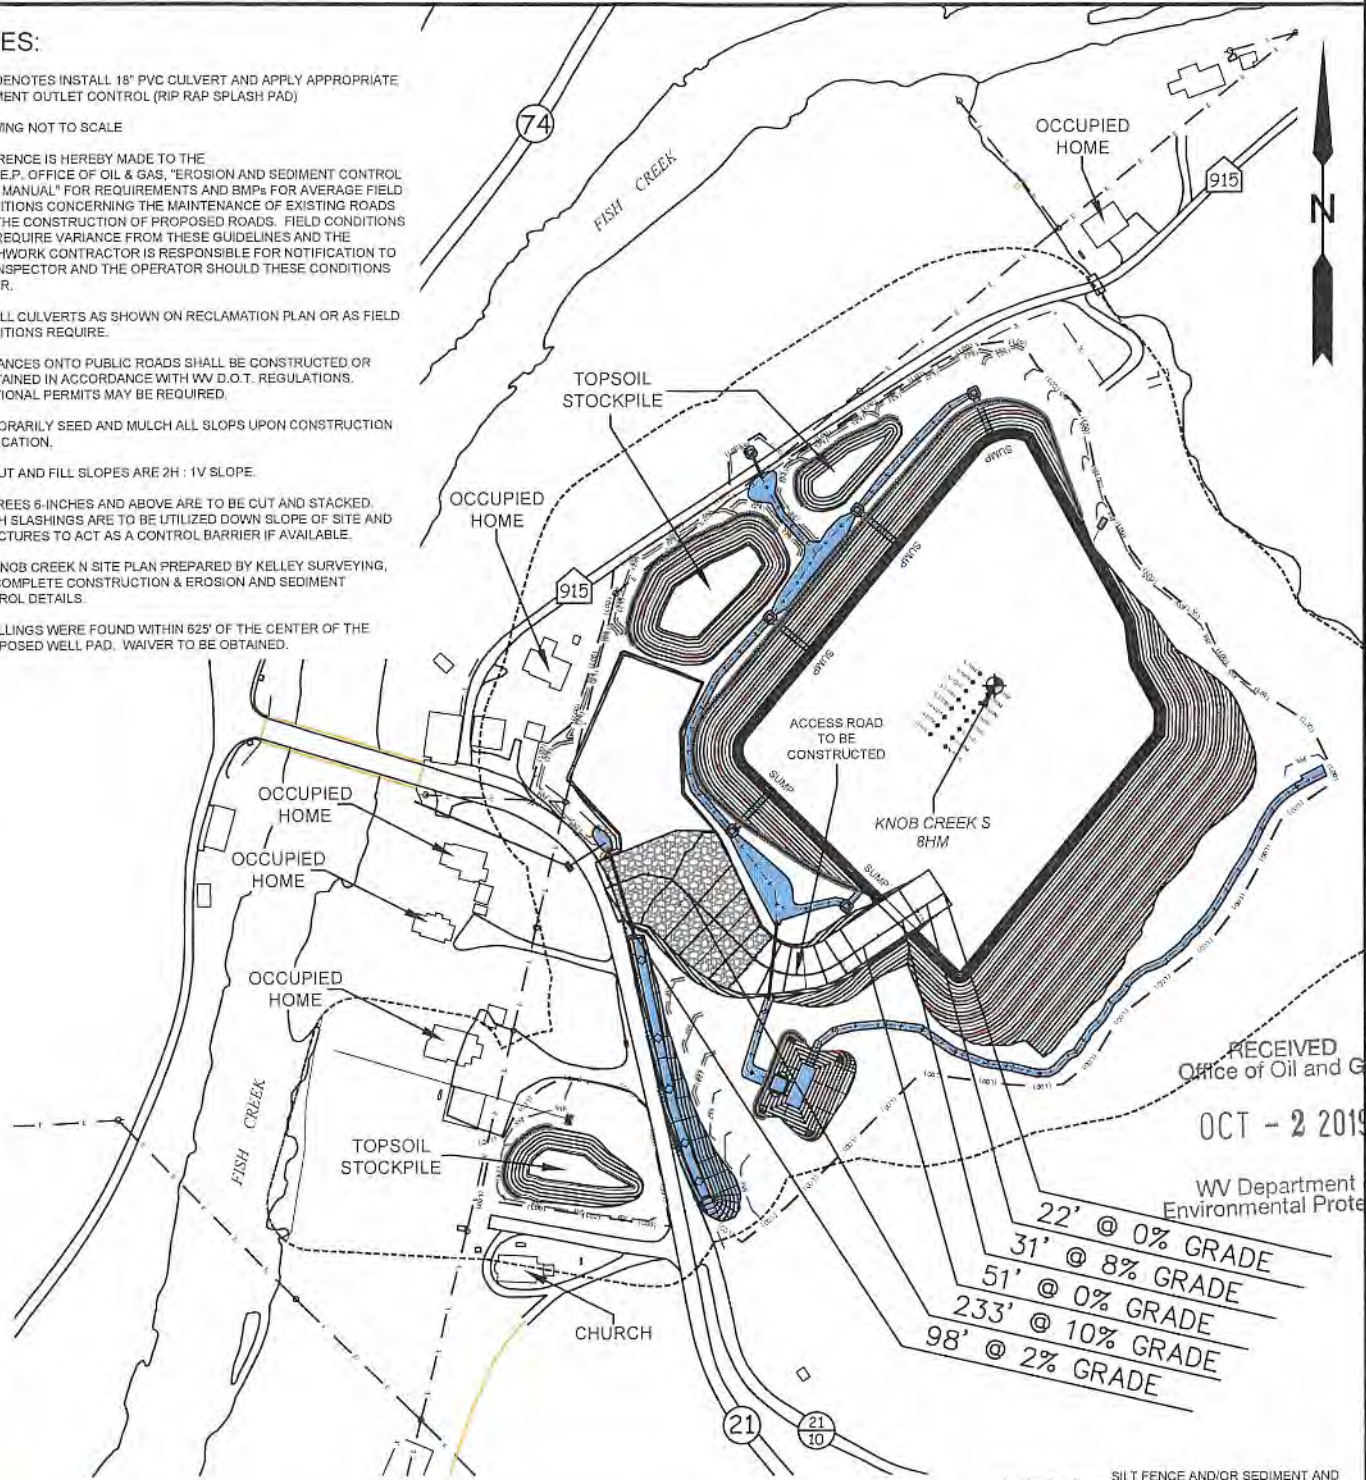 ES:
DENOTES INSTALL 18" PVC CULVERT AND APPLY APPROPRIATE
MENT OUTLET CONTROL (RIP RAP SPLASH PAD)
ING NOT TO SCALE
RENCE IS HEREBY MADE TO THE
E.P. OFFICE OF OIL & GAS, "EROSION AND SEDIMENT CONTROL
MANUAL" FOR REQUIREMENTS AND BMPs FOR AVERAGE FIELD
ITIONS CONCERNING THE MAINTENANCE OF EXISTING ROADS
THE CONSTRUCTION OF PROPOSED ROADS. FIELD CONDITIONS
REQUIRE VARIANCE FROM THESE GUIDELINES AND THE
HWORK CONTRACTOR IS RESPONSIBLE FOR NOTIFICATION TO
NSPECTOR AND THE OPERATOR SHOULD THESE CONDITIONS
R.
LL CULVERTS AS SHOWN ON RECLAMATION PLAN OR AS FIELD
ITIONS REQUIRE.
ANCES ONTO PUBLIC ROADS SHALL BE CONSTRUCTED OR
TAINED IN ACCORDANCE WITH WV D.O.T. REGULATIONS.
TIONAL PERMITS MAY BE REQUIRED.
ORARILY SEED AND MULCH ALL SLOPS UPON CONSTRUCTION
CATION.
UT AND FILL SLOPES ARE 2H : 1V SLOPE.
REES 6-INCHES AND ABOVE ARE TO BE CUT AND STACKED.
H SLASHINGS ARE TO BE UTILIZED DOWN SLOPE OF SITE AND
CTURES TO ACT AS A CONTROL BARRIER IF AVAILABLE.
NOB CREEK N SITE PLAN PREPARED BY KELLEY SURVEYING,
OMPLETE CONSTRUCTION & EROSION AND SEDIMENT
ROL DETAILS.
LLINGS WERE FOUND WITHIN 625' OF THE CENTER OF THE
POSED WELL PAD. WAIVER TO BE OBTAINED.
74
FISH CREEK
OCCUPIED
HOME
915
N
TOPSOIL
STOCKPILE
SUMP
OCCUPIED
HOME
SUMP
915
SUMP
ACCESS ROAD
TO BE
CONSTRUCTED
SUMP
KNOB CREEK S
8HM
SUMP
OCCUPIED
HOME
OCCUPIED
HOME
OCCUPIED
HOME
FISH CREEK
TOPSOIL
STOCKPILE
CHURCH
RECEIVED
Office of Oil and G
OCT - 2 2019
WV Department
Environmental Prote
22' @ 0% GRADE
31' @ 8% GRADE
51' @ 0% GRADE
233' @ 10% GRADE
98' @ 2% GRADE
21
21
10
SILT FENCE AND/OR SEDIMENT AND